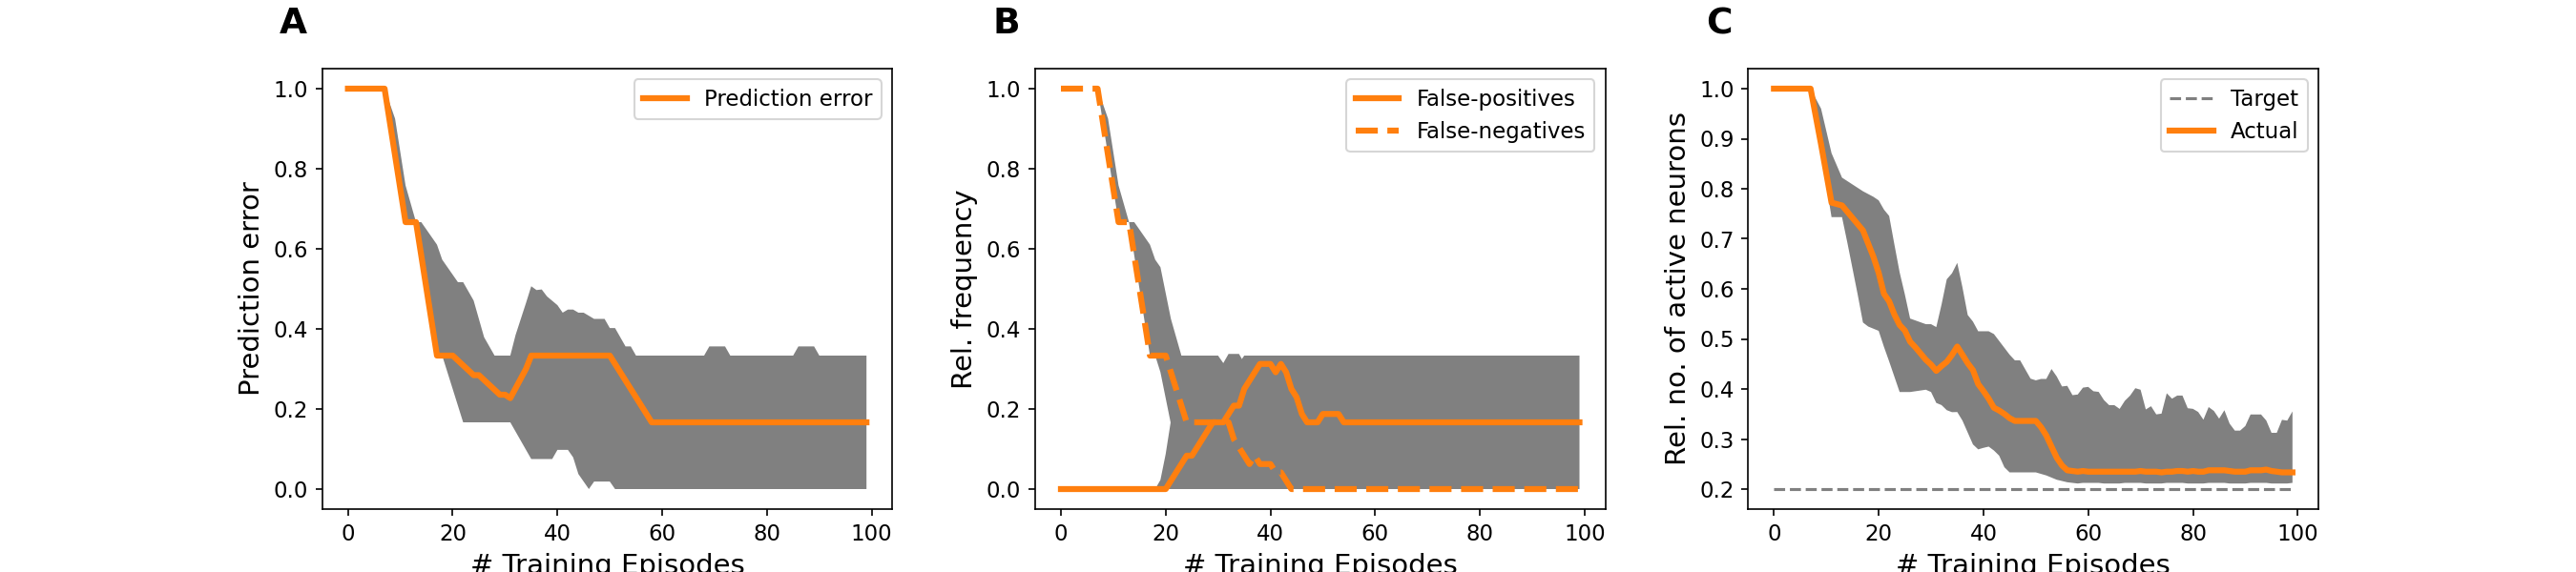 A
B
C
Prediction error
1.0
0.8
0.6
0.4
0.2
0.0
0 20 40 60 80 100
# Training Episodes
Prediction error
False-positives
False-negatives
1.0
0.8
0.6
0.4
0.2
0.0
0 20 40 60 80 100
# Training Episodes
Rel. frequency
Target
Actual
1.0
0.9
0.8
0.7
0.6
0.5
0.4
0.3
0.2
0 20 40 60 80 100
# Training Episodes
Rel. no. of active neurons